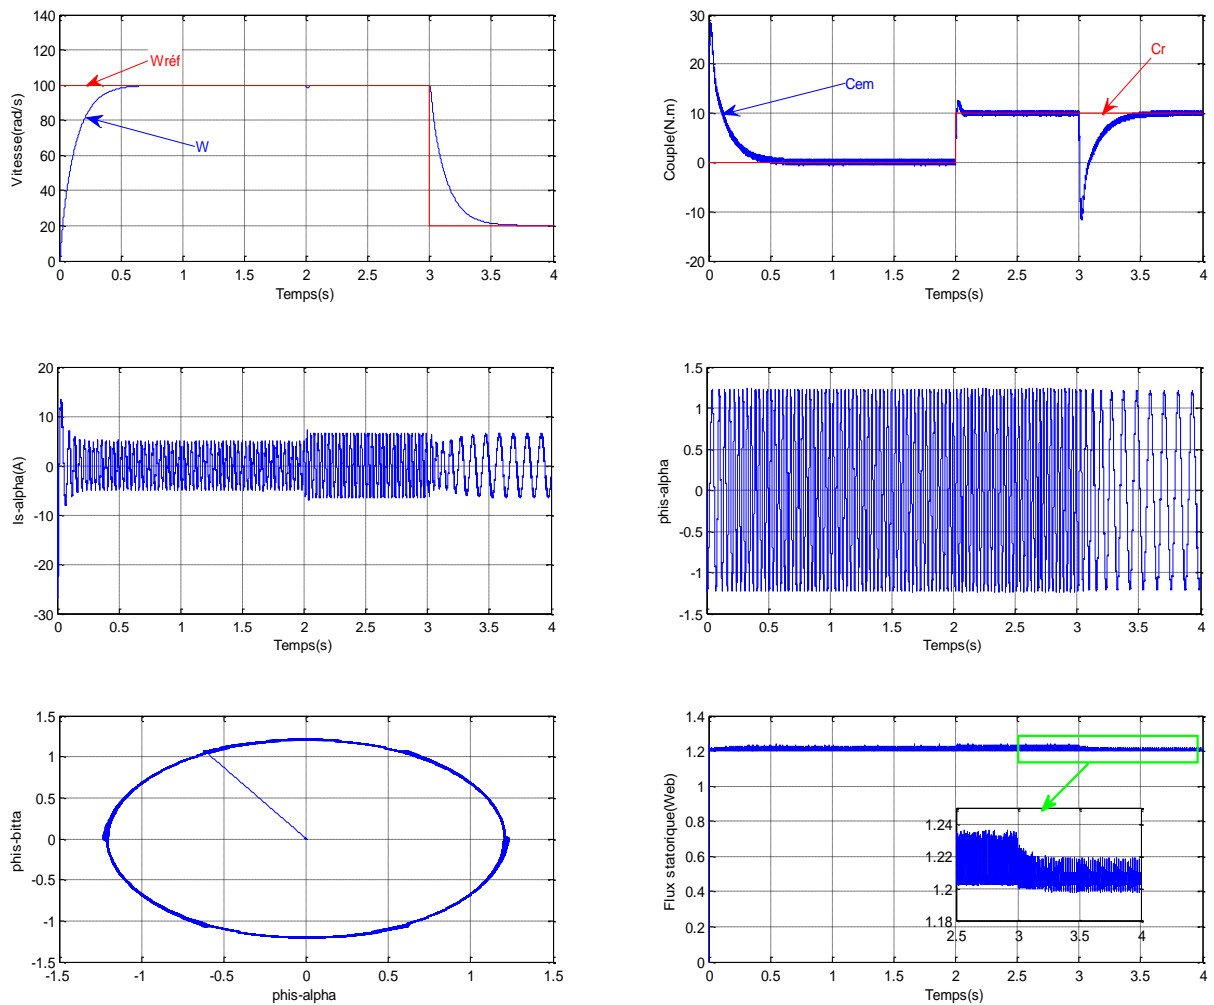 140
120
100
80
60
40
20
0
Vitesse(rad/s)
Wréf
W
0 0.5 1 1.5 2 2.5 3 3.5 4
Temps(s)
30
20
10
0
-10
-20
Couple(N.m)
Cem
Cr
0 0.5 1 1.5 2 2.5 3 3.5 4
Temps(s)
20
10
0
-10
-20
-30
Is-alpha(A)
0 0.5 1 1.5 2 2.5 3 3.5 4
Temps(s)
1.5
1
0.5
0
-0.5
-1
-1.5
phis-alpha
0 0.5 1 1.5 2 2.5 3 3.5 4
Temps(s)
1.5
1
0.5
0
-0.5
-1
-1.5
phis-bitta
-1.5 -1 -0.5 0 0.5 1 1.5
phis-alpha
1.4
1.2
1
0.8
0.6
0.4
0.2
0
Flux statorique(Web)
1.24
1.22
1.2
1.18
2.5 3 3.5 4
0 0.5 1 1.5 2 2.5 3 3.5 4
Temps(s)